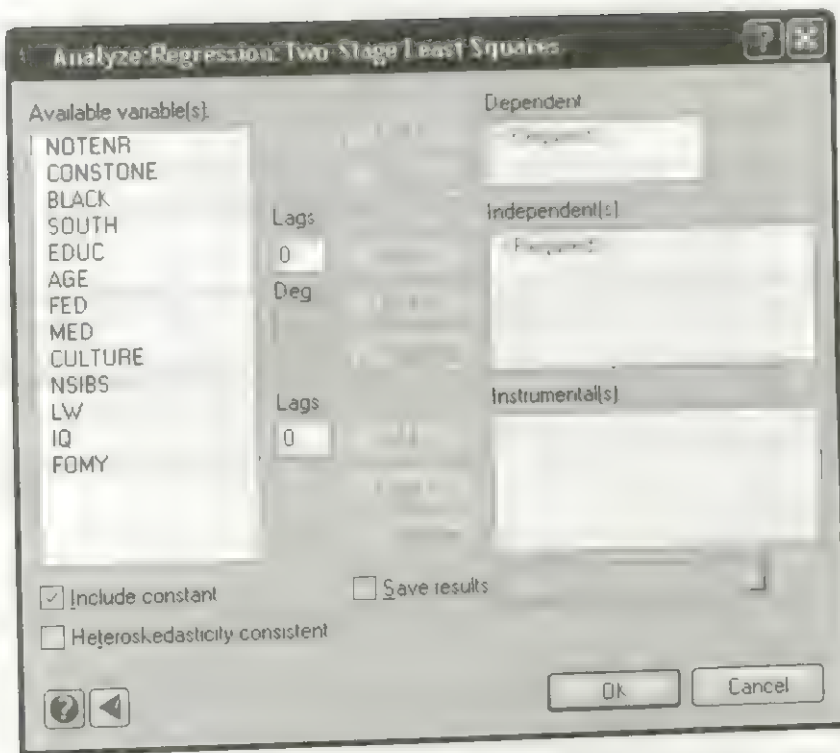 Analyze:Regression: Two-Stage Least Squares
Available variable(s):
NOTENR
CONSTONE
BLACK
SOUTH
EDUC
AGE
FED
MED
CULTURE
NSIBS
LW
IQ
FOMY
Lags
0
Deg
Lags
0
Dependent
Independent(s)
Instrumental(s)
Include constant
Save results
Heteroskedasticity consistent
Ok
Cancel